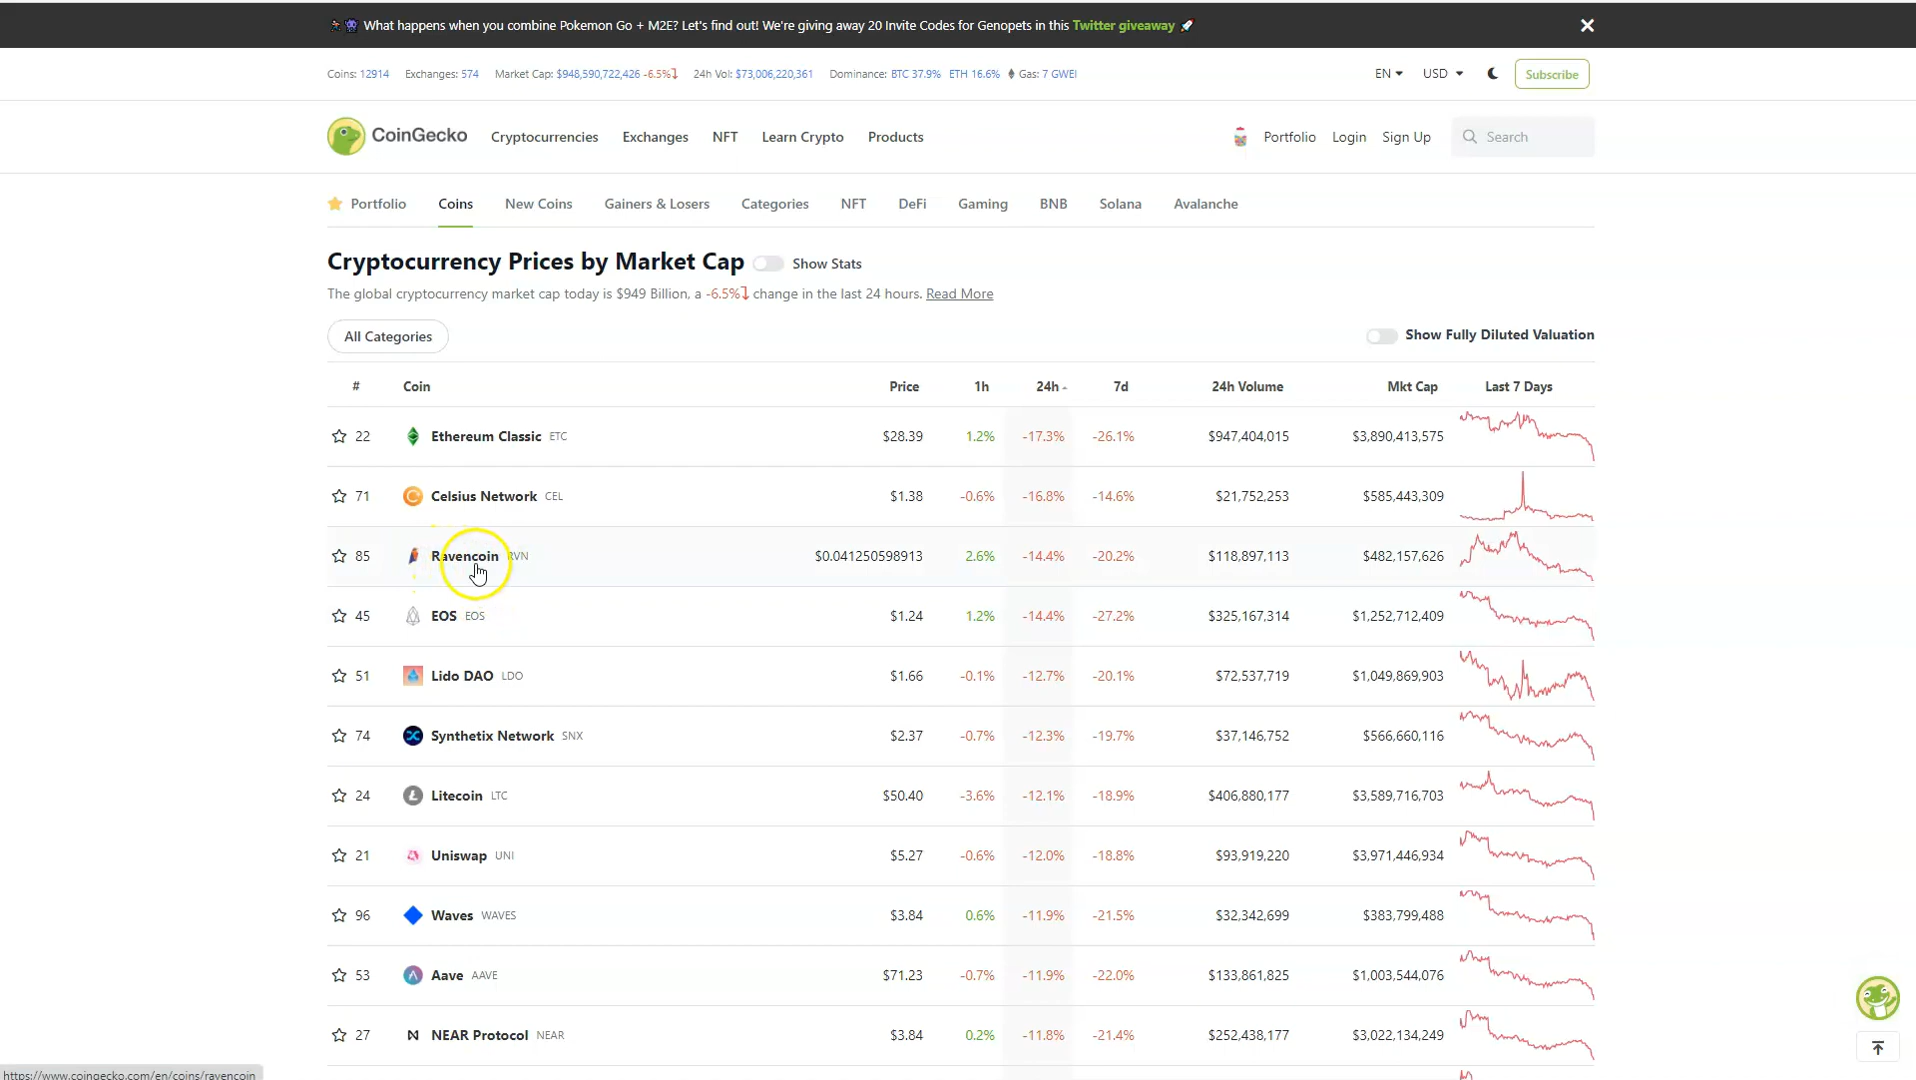 What happens when you combine Pokemon Go + M2E? Let's find out! We're giving away 20 Invite Codes for Genopets in this Twitter giveaway
Coins: 12914 Exchanges: 574 Market Cap: $948,590,722,426 -6.5% 24h Vol: $73,006,220,361 Dominance: BTC 37.9% ETH 16.6% Gas: 7 GWEI EN USD Subscribe
CoinGecko Cryptocurrencies Exchanges NFT Learn Crypto Products Portfolio Login Sign Up Search
Portfolio Coins New Coins Gainers & Losers Categories NFT DeFi Gaming BNB Solana Avalanche
Cryptocurrency Prices by Market Cap Show Stats
The global cryptocurrency market cap today is $949 Billion, a -6.5% change in the last 24 hours. Read More
All Categories Show Fully Diluted Valuation
# Coin Price 1h 24h 7d 24h Volume Mkt Cap Last 7 Days
22 Ethereum Classic ETC $28.39 1.2% -17.3% -26.1% $947,404,015 $3,890,413,575
71 Celsius Network CEL $1.38 -0.6% -16.8% -14.6% $21,752,253 $585,443,309
85 Ravencoin RVN $0.041250598913 2.6% -14.4% -20.2% $118,897,113 $482,157,626
45 EOS EOS $1.24 1.2% -14.4% -27.2% $325,167,314 $1,252,712,409
51 Lido DAO LDO $1.66 -0.1% -12.7% -20.1% $72,537,719 $1,049,869,903
74 Synthetix Network SNX $2.37 -0.7% -12.3% -19.7% $37,146,752 $566,660,116
24 Litecoin LTC $50.40 -3.6% -12.1% -18.9% $406,880,177 $3,589,716,703
21 Uniswap UNI $5.27 -0.6% -12.0% -18.8% $93,919,220 $3,971,446,934
96 Waves WAVES $3.84 0.6% -11.9% -21.5% $32,342,699 $383,799,488
53 Aave AAVE $71.23 -0.7% -11.9% -22.0% $133,861,825 $1,003,544,076
27 NEAR Protocol NEAR $3.84 0.2% -11.8% -21.4% $252,438,177 $3,022,134,249
https://www.coingecko.com/en/coins/ravencoin